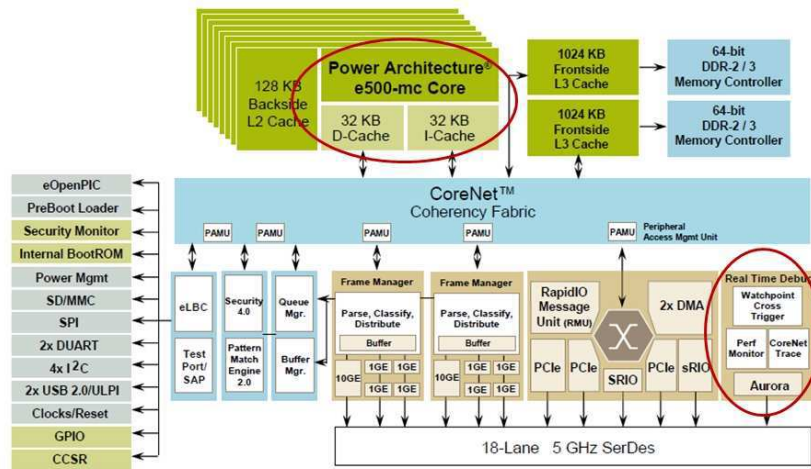 Power Architecture®
e500-mc Core
128 KB
Backside
L2 Cache
32 KB
D-Cache
32 KB
I-Cache
1024 KB
Frontside
L3 Cache
64-bit
DDR-2 / 3
Memory Controller
1024 KB
Frontside
L3 Cache
64-bit
DDR-2 / 3
Memory Controller
CoreNet™
Coherency Fabric
PAMU
PAMU
PAMU
PAMU
PAMU
Peripheral
Access Mgmt Unit
eOpenPIC
PreBoot Loader
Security Monitor
Internal BootROM
Power Mgmt
SD/MMC
SPI
2x DUART
4x I²C
2x USB 2.0/ULPI
Clocks/Reset
GPIO
CCSR
eLBC
Test
Port/
SAP
Security
4.0
Pattern
Match
Engine
2.0
Queue
Mgr.
Buffer
Mgr.
Frame Manager
Parse, Classify,
Distribute
Buffer
10GE
1GE
1GE
1GE
1GE
Frame Manager
Parse, Classify,
Distribute
Buffer
10GE
1GE
1GE
1GE
1GE
RapidIO
Message
Unit (RMU)
2x DMA
PCIe
PCIe
SRIO
PCIe
sRIO
Real Time Debug
Watchpoint
Cross
Trigger
Perf
Monitor
CoreNet
Trace
Aurora
18-Lane 5 GHz SerDes